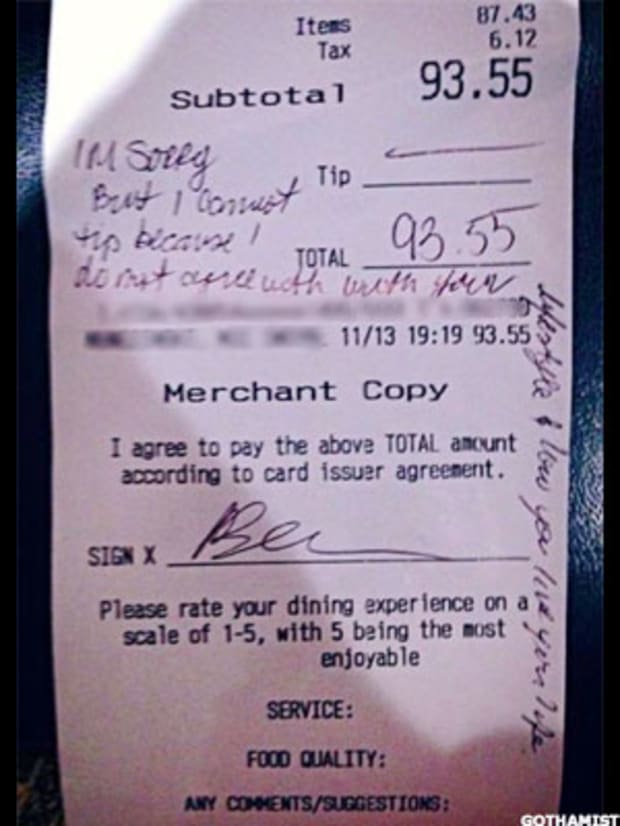 Items 87.43
Tax 6.12
Subtotal 93.55
IM Sorry
But I cannot
tip because I
do not agree with with your
lifestyle & how you live your life
Tip
TOTAL 93.55
11/13 19:19 93.55
Merchant Copy
I agree to pay the above TOTAL amount
according to card issuer agreement.
SIGN X
Please rate your dining experience on a
scale of 1-5, with 5 being the most
enjoyable
SERVICE:
FOOD QUALITY:
ANY COMMENTS/SUGGESTIONS:
GOTHAMIST